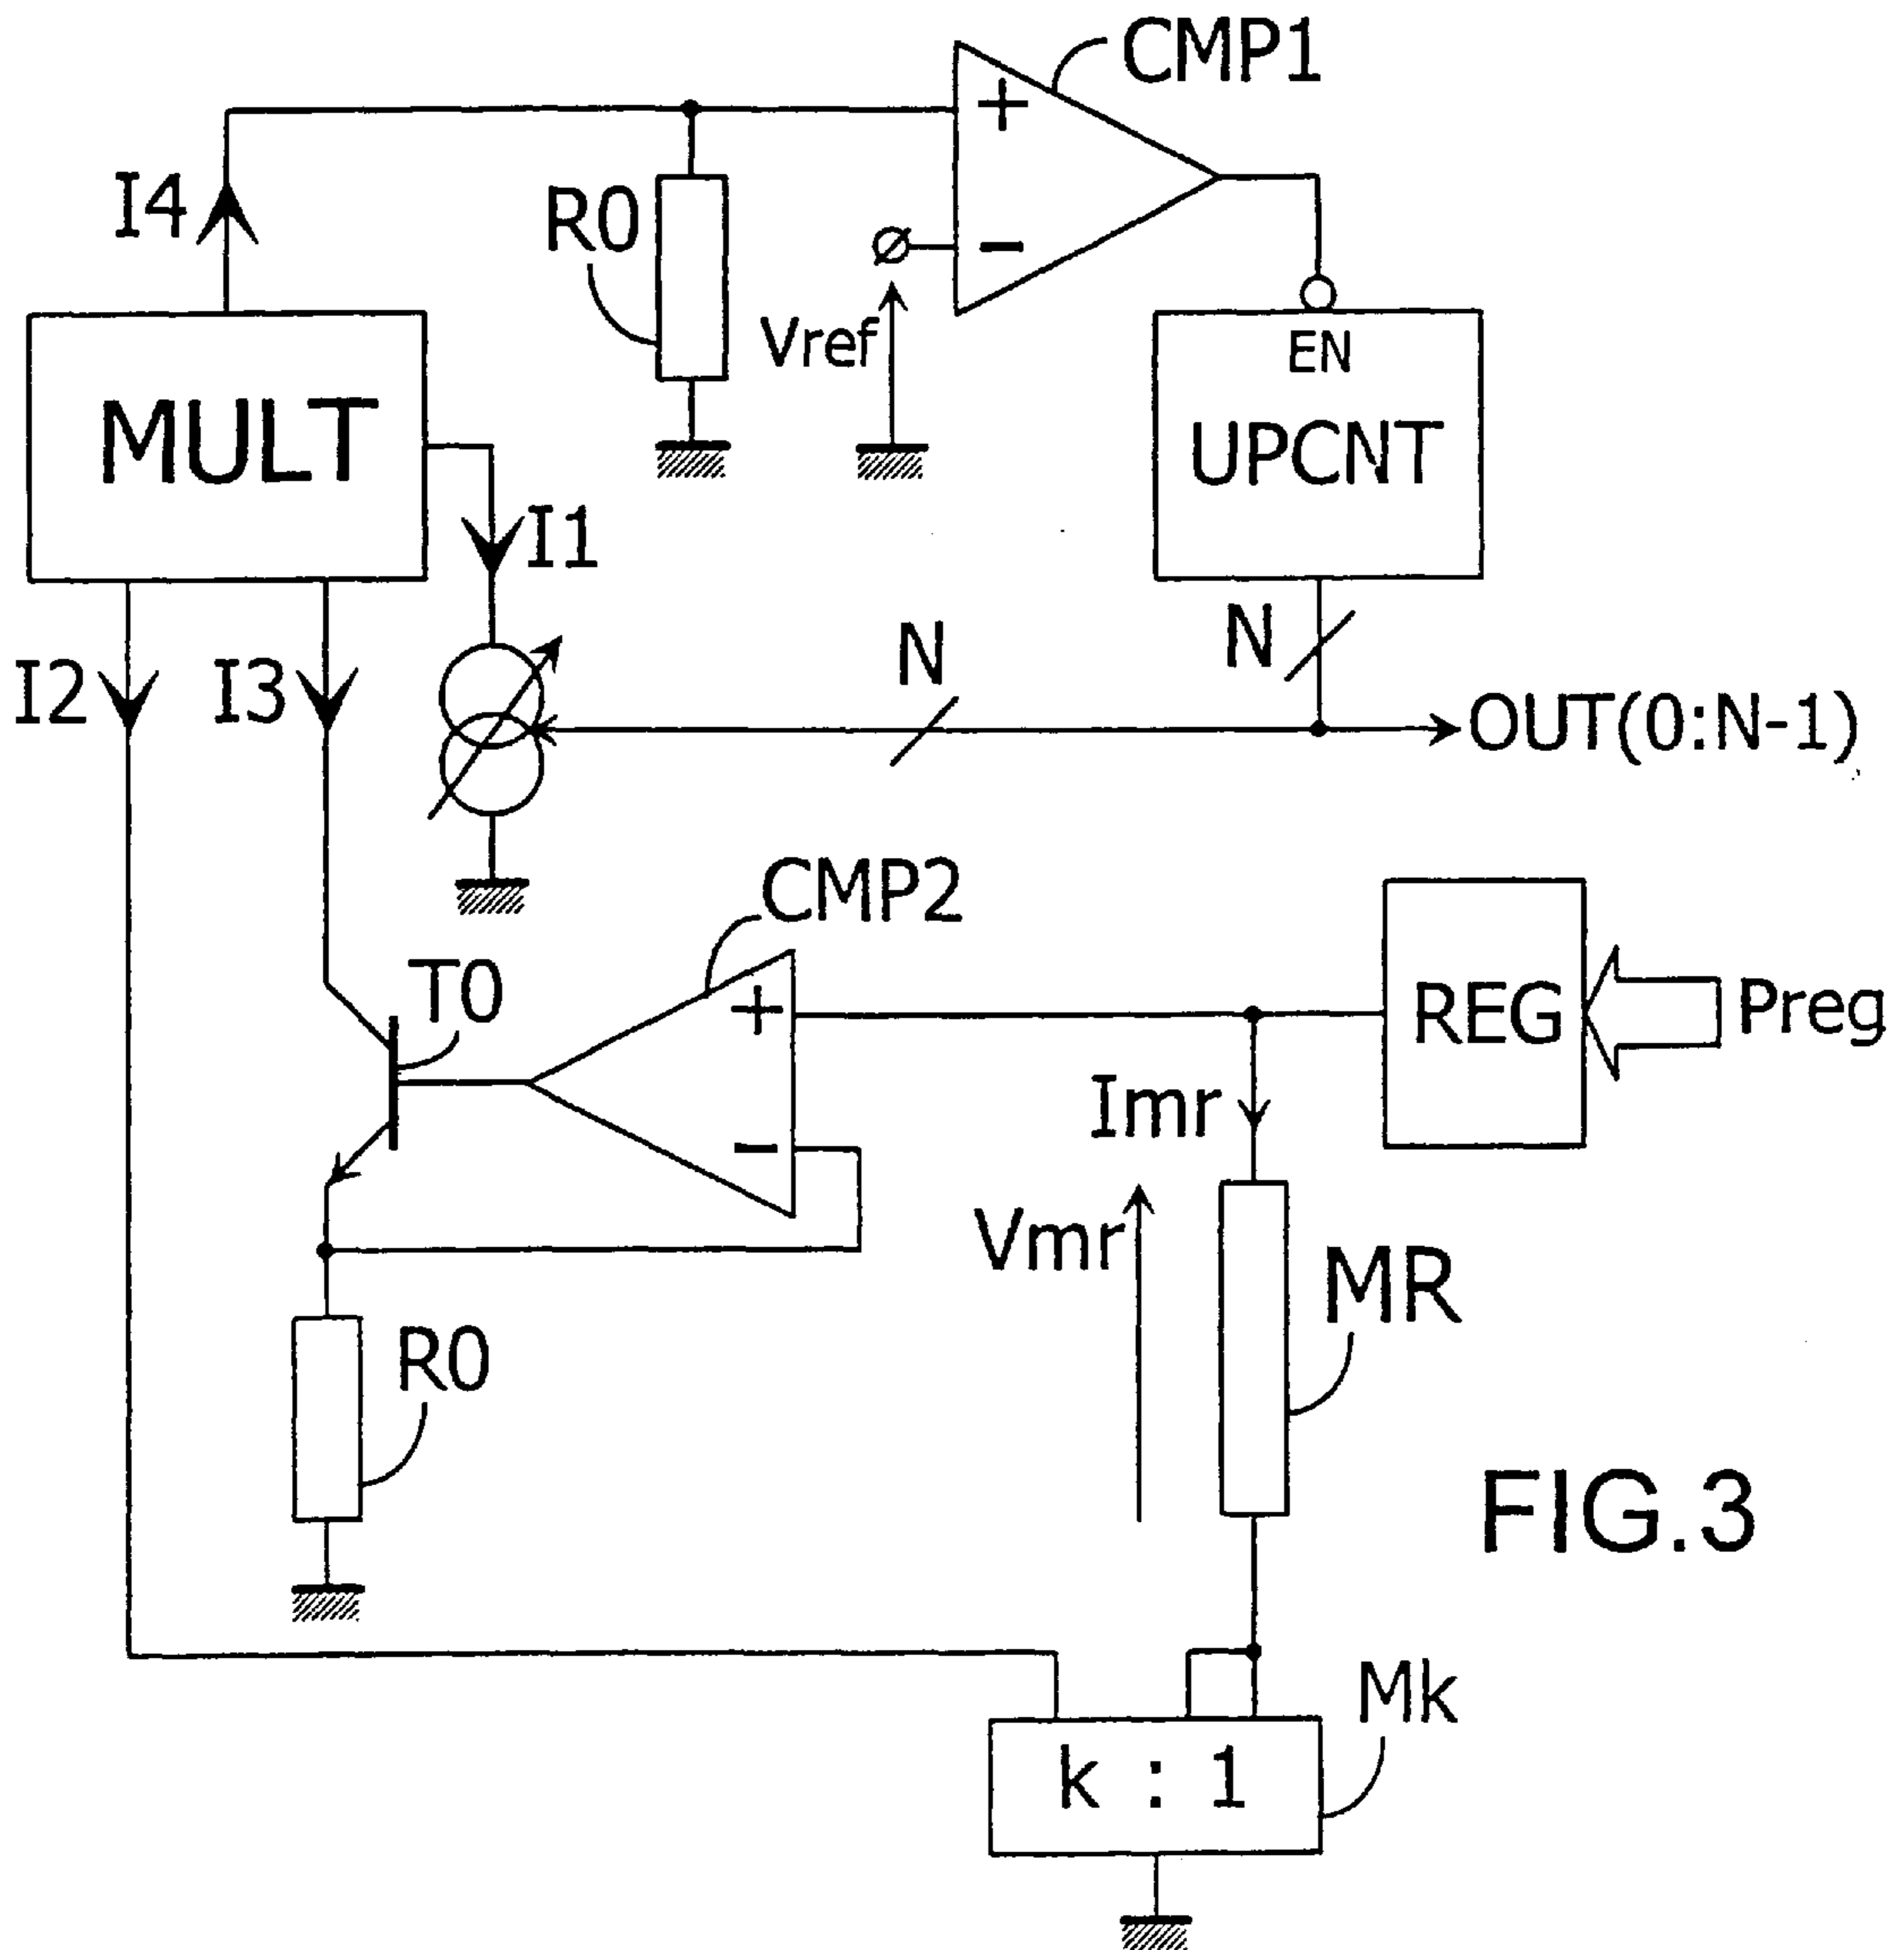 CMP1
+
I4
R0
−
Vref
EN
MULT
UPCNT
I1
N
N
I2
I3
OUT(0:N-1)
CMP2
T0
+
REG
Preg
Imr
−
Vmr
MR
R0
FIG.3
Mk
k : 1